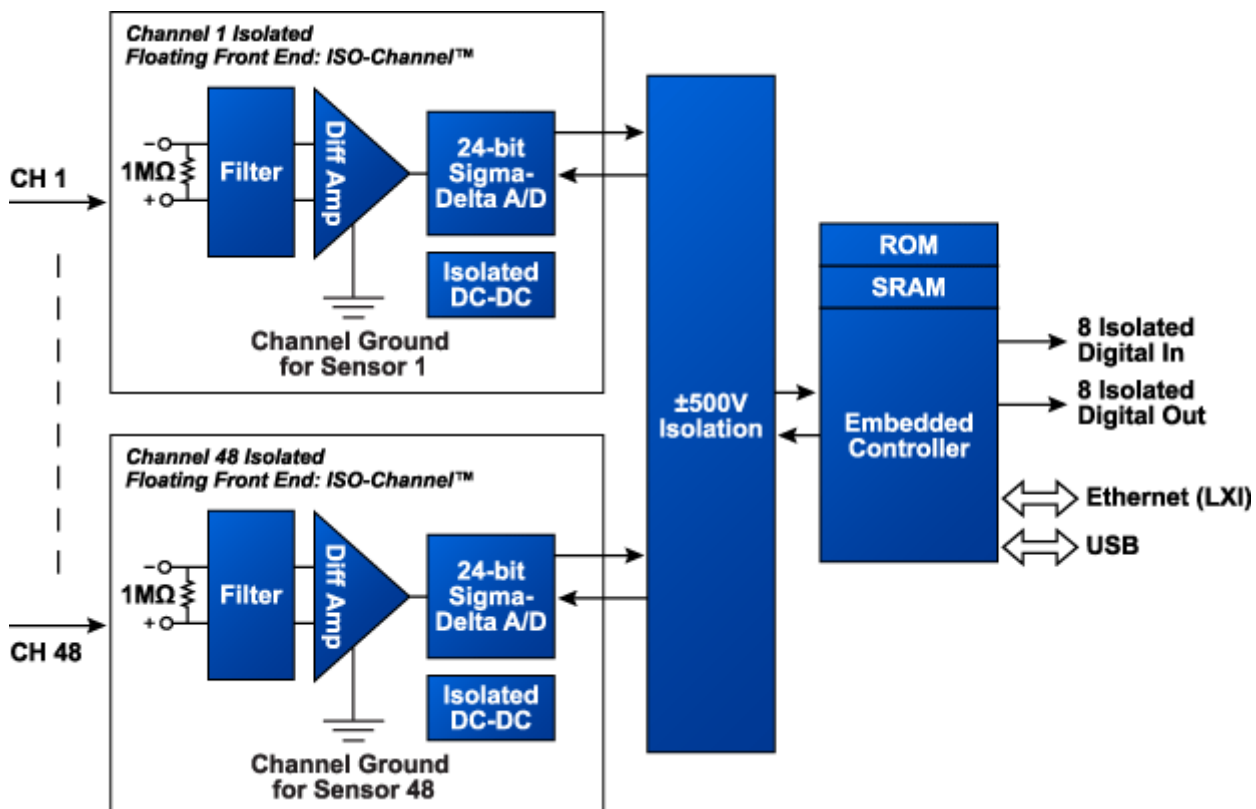 Channel 1 Isolated
Floating Front End: ISO-Channel™
CH 1
−
1MΩ
+
Filter
Diff Amp
24-bit
Sigma-
Delta A/D
Isolated
DC-DC
Channel Ground
for Sensor 1
Channel 48 Isolated
Floating Front End: ISO-Channel™
CH 48
−
1MΩ
+
Filter
Diff Amp
24-bit
Sigma-
Delta A/D
Isolated
DC-DC
Channel Ground
for Sensor 48
±500V
Isolation
ROM
SRAM
Embedded
Controller
8 Isolated
Digital In
8 Isolated
Digital Out
Ethernet (LXI)
USB